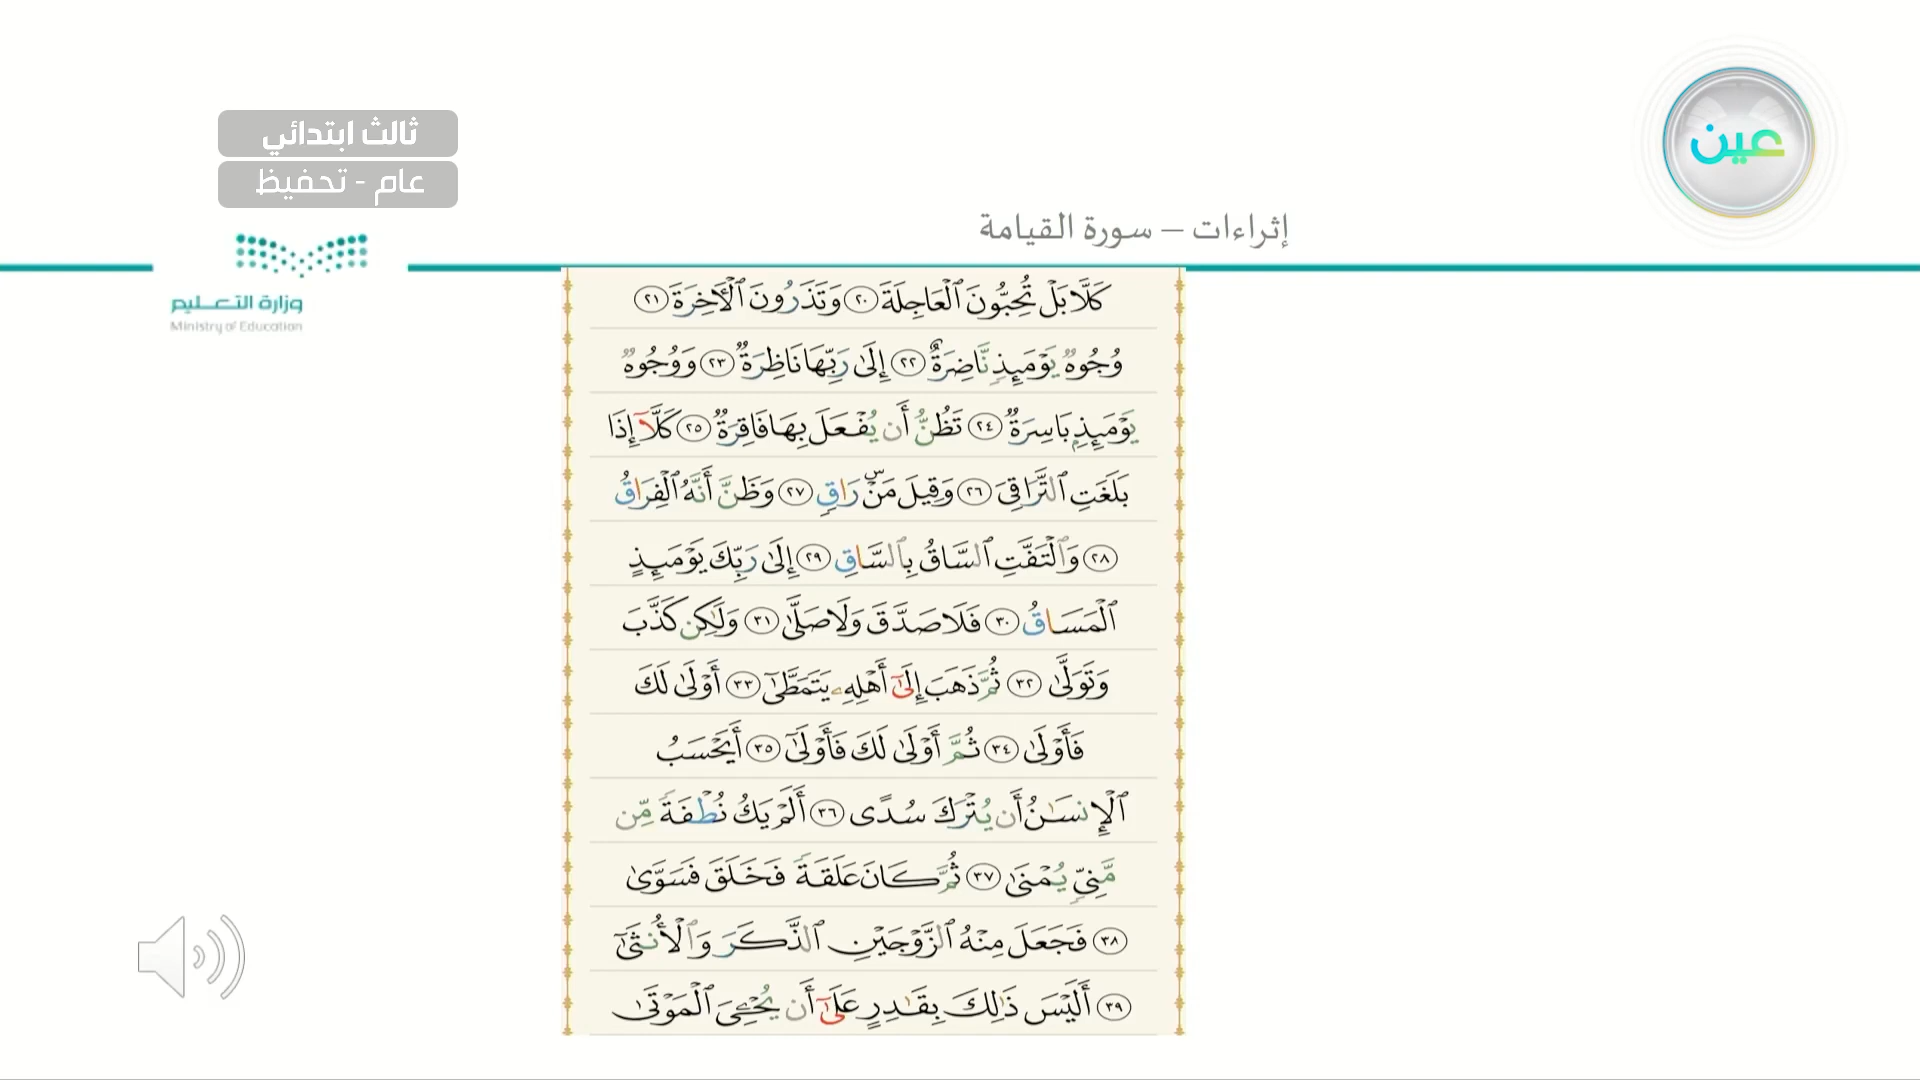 ثالث ابتدائي
عام - تحفيظ
عين
إثراءات – سورة القيامة
وزارة التعليم
Ministry of Education
كَلَّا بَلْ تُحِبُّونَ ٱلْعَاجِلَةَ ٢٠ وَتَذَرُونَ ٱلْـَٔاخِرَةَ ٢١
وُجُوهٌ يَوْمَئِذٍ نَّاضِرَةٌ ٢٢ إِلَىٰ رَبِّهَا نَاظِرَةٌ ٢٣ وَوُجُوهٌ
يَوْمَئِذٍۭ بَاسِرَةٌ ٢٤ تَظُنُّ أَن يُفْعَلَ بِهَا فَاقِرَةٌ ٢٥ كَلَّآ إِذَا
بَلَغَتِ ٱلتَّرَاقِىَ ٢٦ وَقِيلَ مَنْ ۜ رَاقٍ ٢٧ وَظَنَّ أَنَّهُ ٱلْفِرَاقُ
٢٨ وَٱلْتَفَّتِ ٱلسَّاقُ بِٱلسَّاقِ ٢٩ إِلَىٰ رَبِّكَ يَوْمَئِذٍ
ٱلْمَسَاقُ ٣٠ فَلَا صَدَّقَ وَلَا صَلَّىٰ ٣١ وَلَٰكِن كَذَّبَ
وَتَوَلَّىٰ ٣٢ ثُمَّ ذَهَبَ إِلَىٰٓ أَهْلِهِۦ يَتَمَطَّىٰٓ ٣٣ أَوْلَىٰ لَكَ
فَأَوْلَىٰ ٣٤ ثُمَّ أَوْلَىٰ لَكَ فَأَوْلَىٰٓ ٣٥ أَيَحْسَبُ
ٱلْإِنسَٰنُ أَن يُتْرَكَ سُدًى ٣٦ أَلَمْ يَكُ نُطْفَةً مِّن
مَّنِىٍّ يُمْنَىٰ ٣٧ ثُمَّ كَانَ عَلَقَةً فَخَلَقَ فَسَوَّىٰ
٣٨ فَجَعَلَ مِنْهُ ٱلزَّوْجَيْنِ ٱلذَّكَرَ وَٱلْأُنثَىٰٓ
٣٩ أَلَيْسَ ذَٰلِكَ بِقَٰدِرٍ عَلَىٰٓ أَن يُحْـِۧىَ ٱلْمَوْتَىٰ